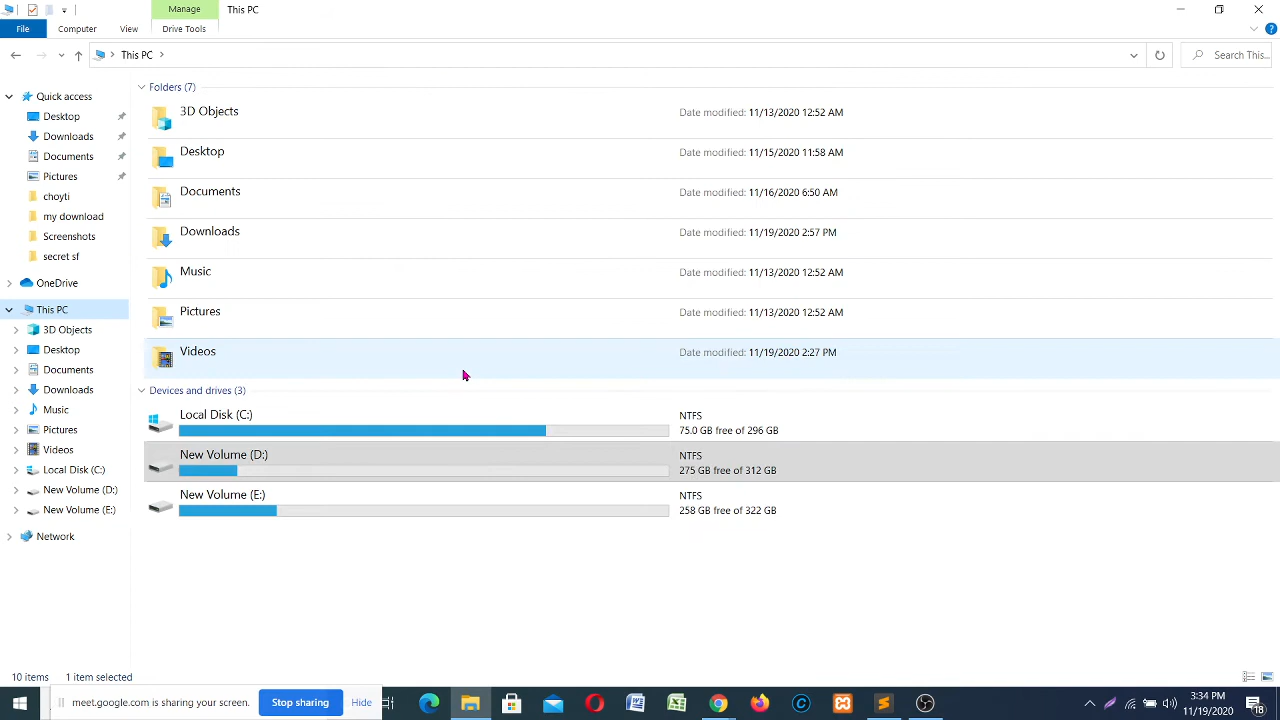 Manage
This PC
File
Computer
View
Drive Tools
This PC
Search This...
Quick access
Desktop
Downloads
Documents
Pictures
choyti
my download
Screenshots
secret sf
OneDrive
This PC
3D Objects
Desktop
Documents
Downloads
Music
Pictures
Videos
Local Disk (C:)
New Volume (D:)
New Volume (E:)
Network
Folders (7)
3D Objects
Date modified: 11/13/2020 12:52 AM
Desktop
Date modified: 11/15/2020 11:58 AM
Documents
Date modified: 11/16/2020 6:50 AM
Downloads
Date modified: 11/19/2020 2:57 PM
Music
Date modified: 11/13/2020 12:52 AM
Pictures
Date modified: 11/13/2020 12:52 AM
Videos
Date modified: 11/19/2020 2:27 PM
Devices and drives (3)
Local Disk (C:)
NTFS
75.0 GB free of 296 GB
New Volume (D:)
NTFS
275 GB free of 312 GB
New Volume (E:)
NTFS
258 GB free of 322 GB
10 items
1 item selected
meet.google.com is sharing your screen.
Stop sharing
Hide
3:34 PM
11/19/2020
18